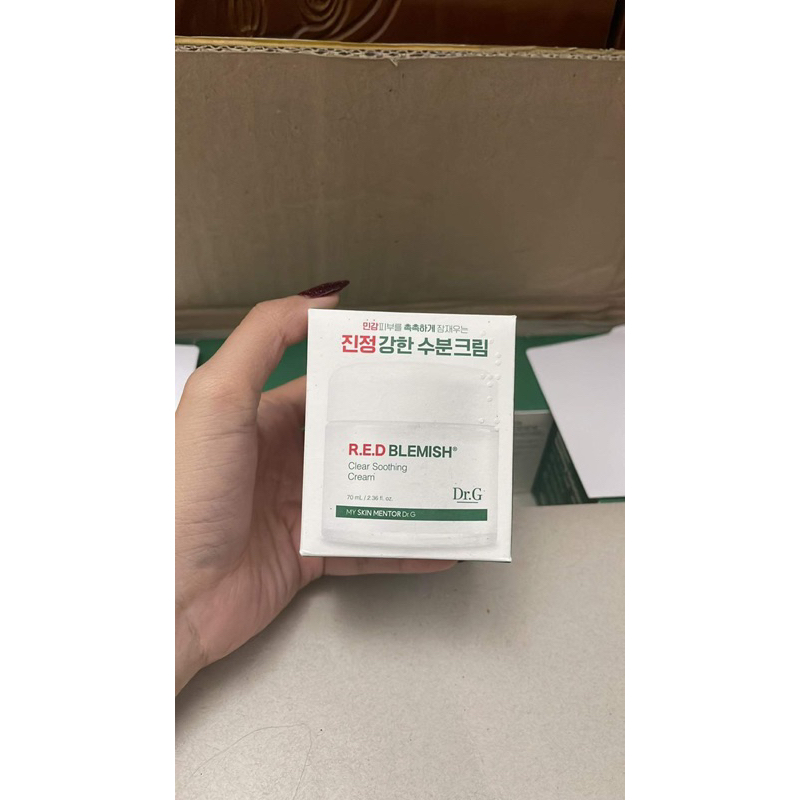 민감피부를 촉촉하게 잠재우는
진정 강한 수분크림
R.E.D BLEMISH®
Clear Soothing
Cream
70 mL / 2.36 fl. oz.
Dr.G
MY SKIN MENTOR Dr.G